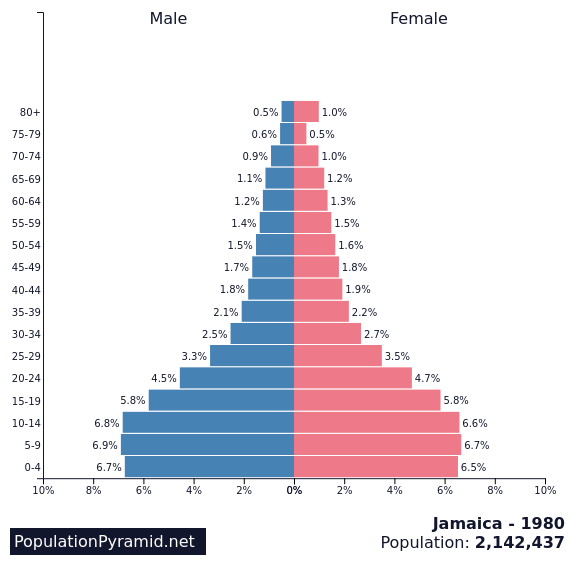 Male Female
80+ 0.5% 1.0%
75-79 0.6% 0.5%
70-74 0.9% 1.0%
65-69 1.1% 1.2%
60-64 1.2% 1.3%
55-59 1.4% 1.5%
50-54 1.5% 1.6%
45-49 1.7% 1.8%
40-44 1.8% 1.9%
35-39 2.1% 2.2%
30-34 2.5% 2.7%
25-29 3.3% 3.5%
20-24 4.5% 4.7%
15-19 5.8% 5.8%
10-14 6.8% 6.6%
5-9 6.9% 6.7%
0-4 6.7% 6.5%
10% 8% 6% 4% 2% 0% 2% 4% 6% 8% 10%
Jamaica - 1980
PopulationPyramid.net Population: 2,142,437